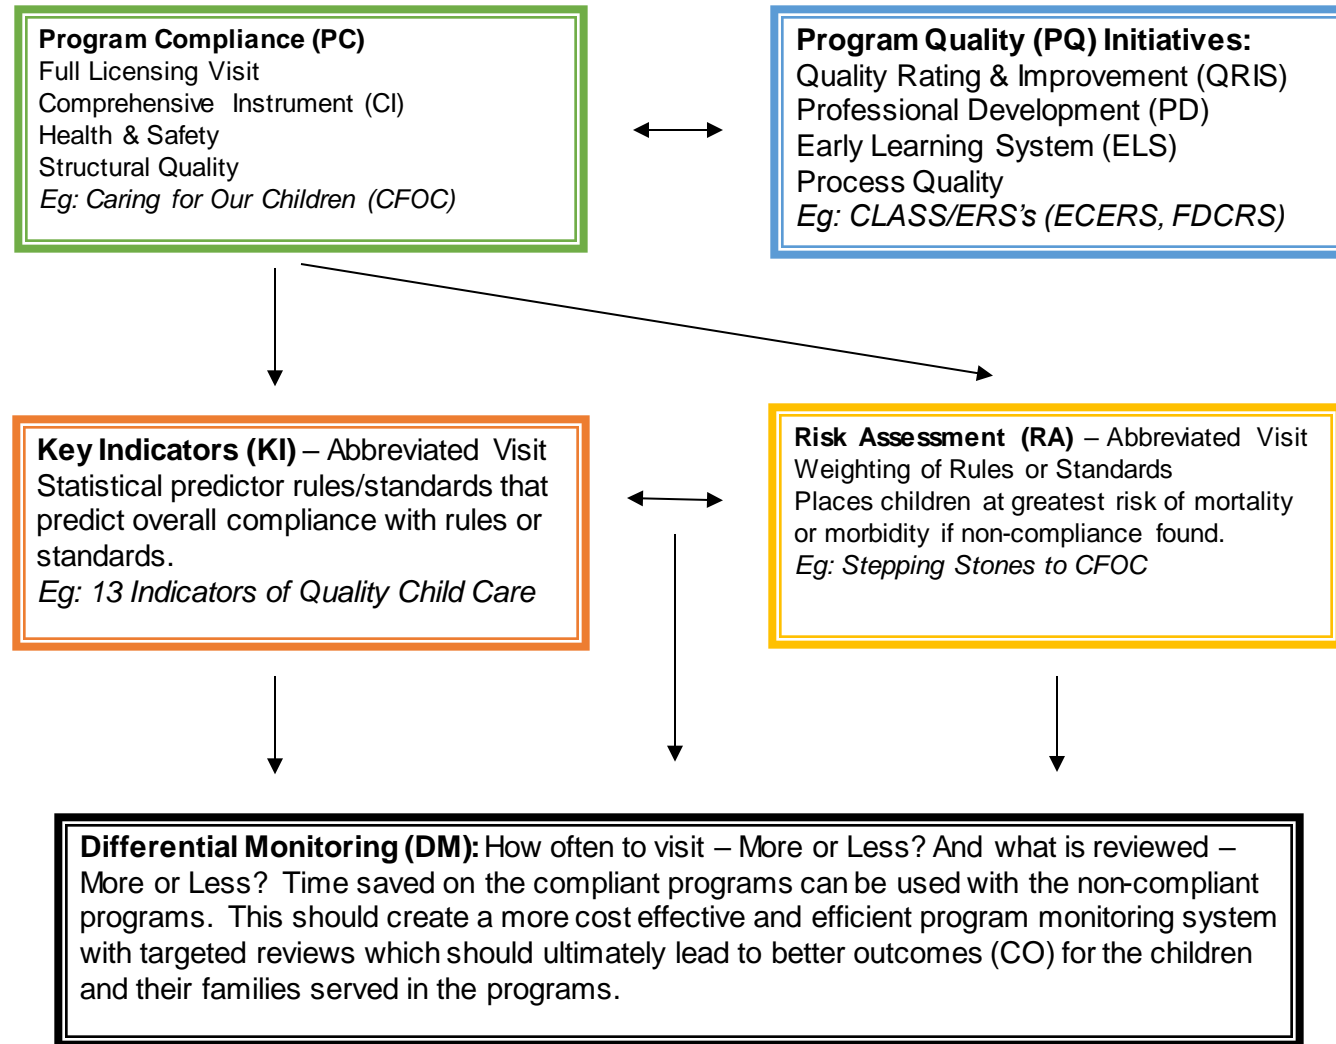 Program Compliance (PC)
Full Licensing Visit
Comprehensive Instrument (CI)
Health & Safety
Structural Quality
Eg: Caring for Our Children (CFOC)
Program Quality (PQ) Initiatives:
Quality Rating & Improvement (QRIS)
Professional Development (PD)
Early Learning System (ELS)
Process Quality
Eg: CLASS/ERS's (ECERS, FDCRS)
Key Indicators (KI) – Abbreviated Visit
Statistical predictor rules/standards that
predict overall compliance with rules or
standards.
Eg: 13 Indicators of Quality Child Care
Risk Assessment (RA) – Abbreviated Visit
Weighting of Rules or Standards
Places children at greatest risk of mortality
or morbidity if non-compliance found.
Eg: Stepping Stones to CFOC
Differential Monitoring (DM): How often to visit – More or Less? And what is reviewed –
More or Less? Time saved on the compliant programs can be used with the non-compliant
programs. This should create a more cost effective and efficient program monitoring system
with targeted reviews which should ultimately lead to better outcomes (CO) for the children
and their families served in the programs.